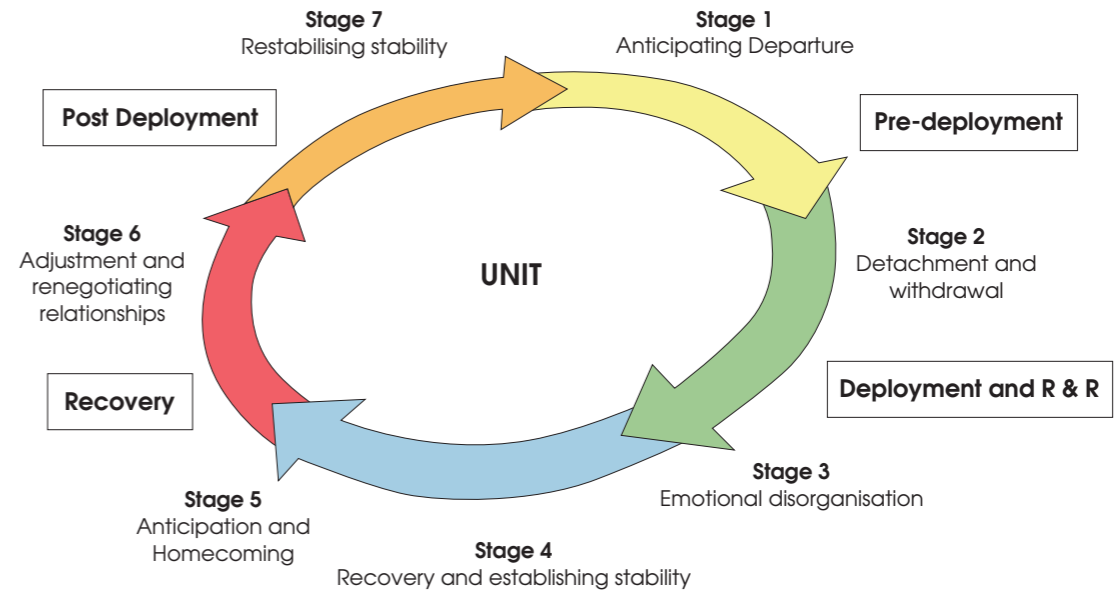 Stage 7
Restabilising stability
Stage 1
Anticipating Departure
Post Deployment
Pre-deployment
Stage 6
Adjustment and
renegotiating
relationships
UNIT
Stage 2
Detachment and
withdrawal
Recovery
Deployment and R & R
Stage 3
Emotional disorganisation
Stage 5
Anticipation and
Homecoming
Stage 4
Recovery and establishing stability